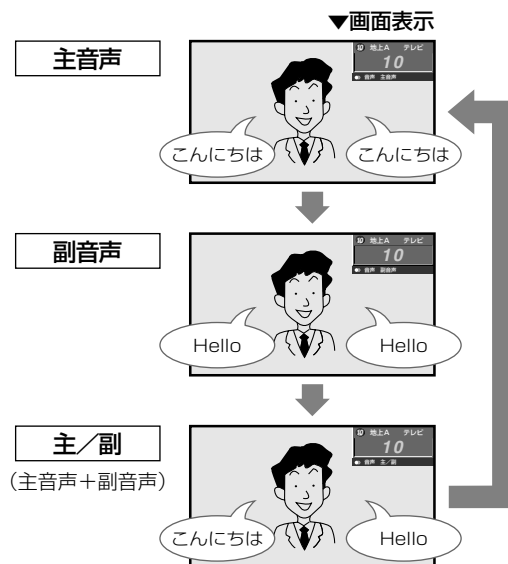 ▼画面表示
主音声
10 地上A テレビ
10
音声 主音声
こんにちは
こんにちは
副音声
10 地上A テレビ
10
音声 副音声
Hello
Hello
主／副
(主音声＋副音声)
10 地上A テレビ
10
音声 主／副
こんにちは
Hello